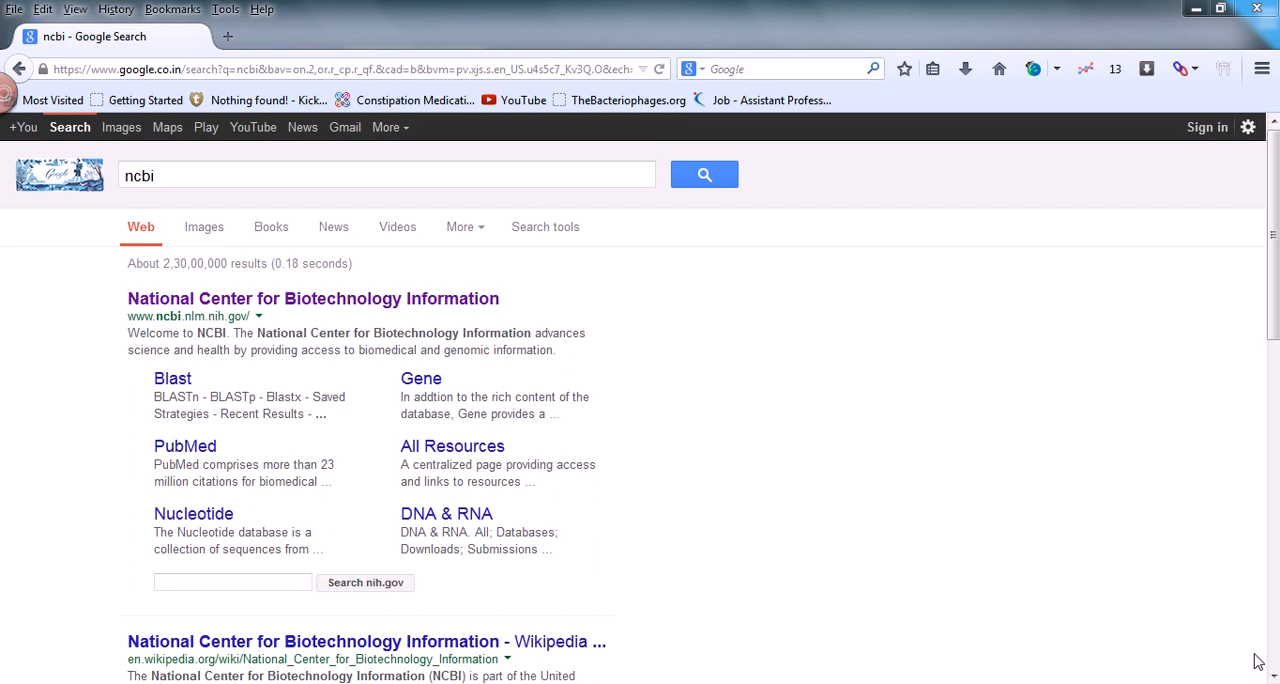 File Edit View History Bookmarks Tools Help
ncbi - Google Search
https://www.google.co.in/search?q=ncbi&bav=on.2,or.r_cp.r_qf.&cad=b&bvm=pv.xjs.s.en_US.u4s5c7_Kv3Q.O&ech
Google
13
Most Visited Getting Started Nothing found! - Kick... Constipation Medicati... YouTube TheBacteriophages.org Job - Assistant Profess...
+You Search Images Maps Play YouTube News Gmail More Sign in
Google ncbi
Web Images Books News Videos More Search tools
About 2,30,00,000 results (0.18 seconds)
National Center for Biotechnology Information
www.ncbi.nlm.nih.gov/
Welcome to NCBI. The National Center for Biotechnology Information advances
science and health by providing access to biomedical and genomic information.
Blast
BLASTn - BLASTp - Blastx - Saved
Strategies - Recent Results - ...
Gene
In addtion to the rich content of the
database, Gene provides a ...
PubMed
PubMed comprises more than 23
million citations for biomedical ...
All Resources
A centralized page providing access
and links to resources ...
Nucleotide
The Nucleotide database is a
collection of sequences from ...
DNA & RNA
DNA & RNA. All; Databases;
Downloads; Submissions ...
Search nih.gov
National Center for Biotechnology Information - Wikipedia ...
en.wikipedia.org/wiki/National_Center_for_Biotechnology_Information
The National Center for Biotechnology Information (NCBI) is part of the United